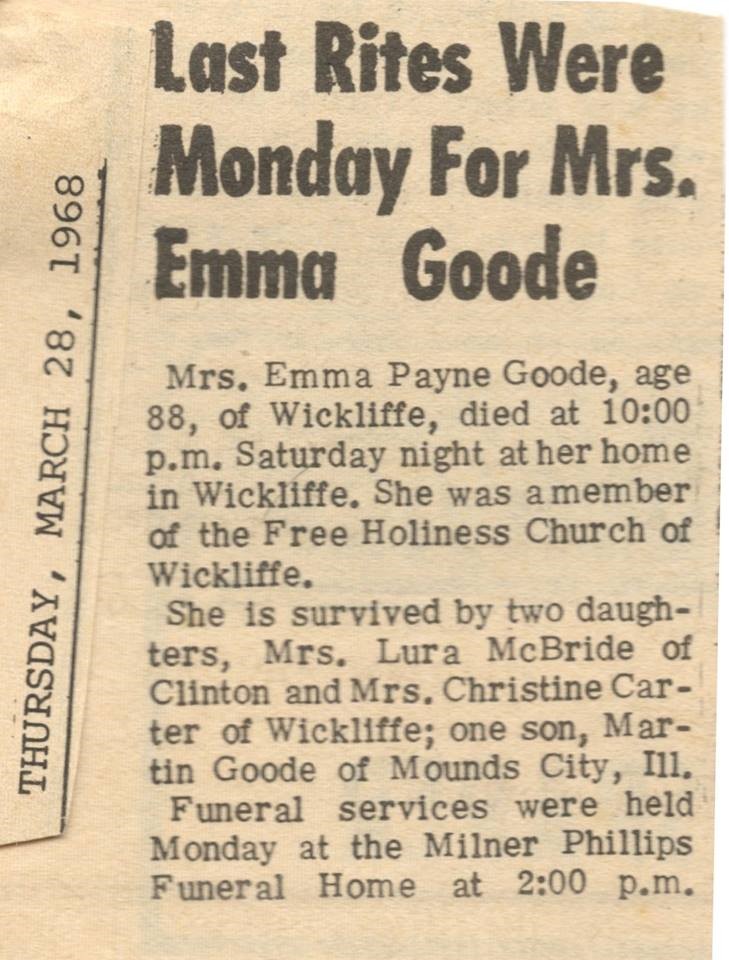 THURSDAY, MARCH 28, 1968
Last Rites Were
Monday For Mrs.
Emma Goode
Mrs. Emma Payne Goode, age
88, of Wickliffe, died at 10:00
p.m. Saturday night at her home
in Wickliffe. She was a member
of the Free Holiness Church of
Wickliffe.
She is survived by two daugh-
ters, Mrs. Lura McBride of
Clinton and Mrs. Christine Car-
ter of Wickliffe; one son, Mar-
tin Goode of Mounds City, Ill.
Funeral services were held
Monday at the Milner Phillips
Funeral Home at 2:00 p.m.